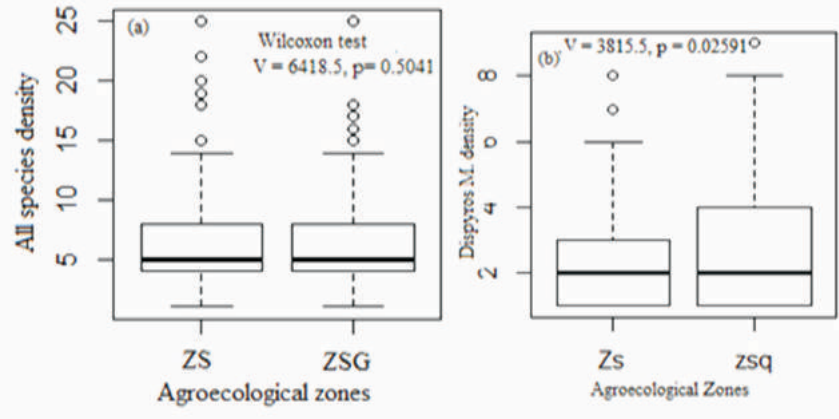 (a)
Wilcoxon test
V = 6418.5, p= 0.5041
All species density
25
20
15
10
5
ZS ZSG
Agroecological zones
(b)
V = 3815.5, p = 0.02591
Dispyros M. density
8
6
4
2
Zs zsq
Agroecological Zones